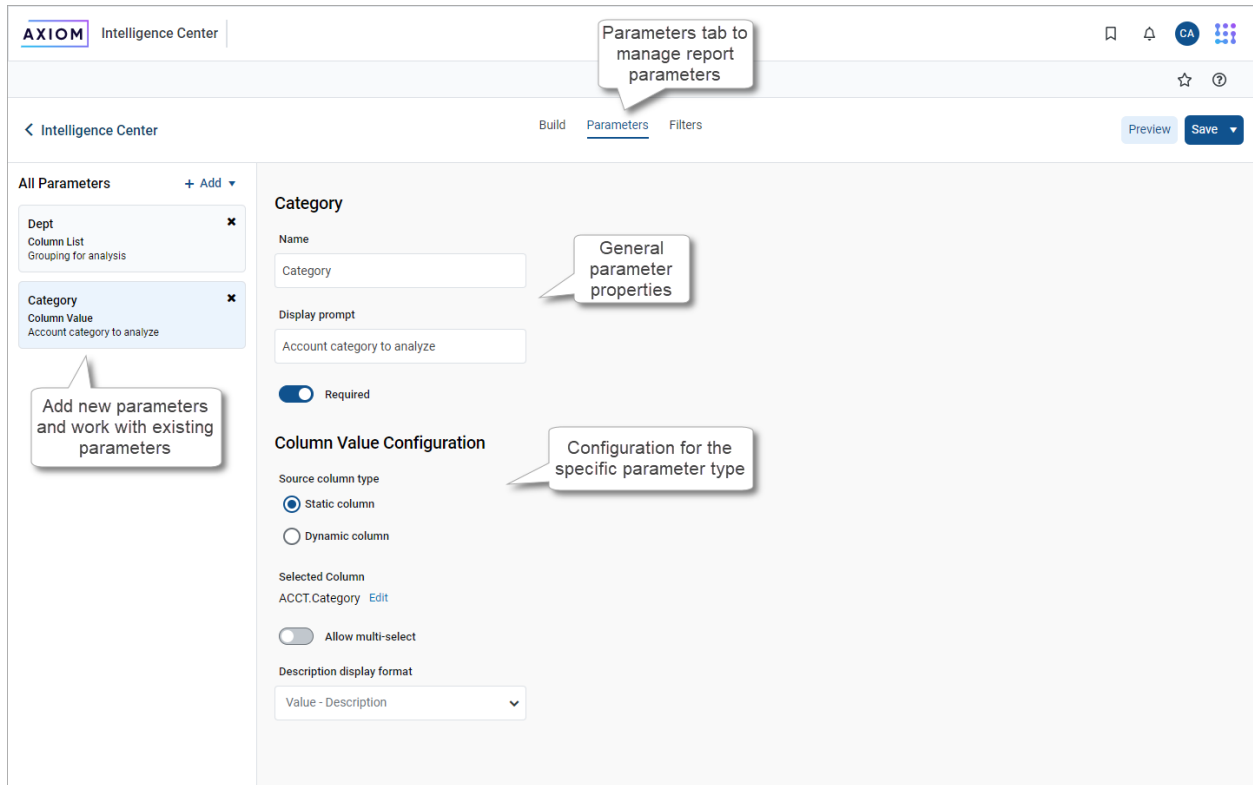 AXIOM
Intelligence Center
Parameters tab to
manage report
parameters
CA
Intelligence Center
Build
Parameters
Filters
Preview
Save
All Parameters
+ Add
Dept
Column List
Grouping for analysis
Category
Column Value
Account category to analyze
Add new parameters
and work with existing
parameters
Category
Name
Category
General
parameter
properties
Display prompt
Account category to analyze
Required
Column Value Configuration
Configuration for the
specific parameter type
Source column type
Static column
Dynamic column
Selected Column
ACCT.Category Edit
Allow multi-select
Description display format
Value - Description